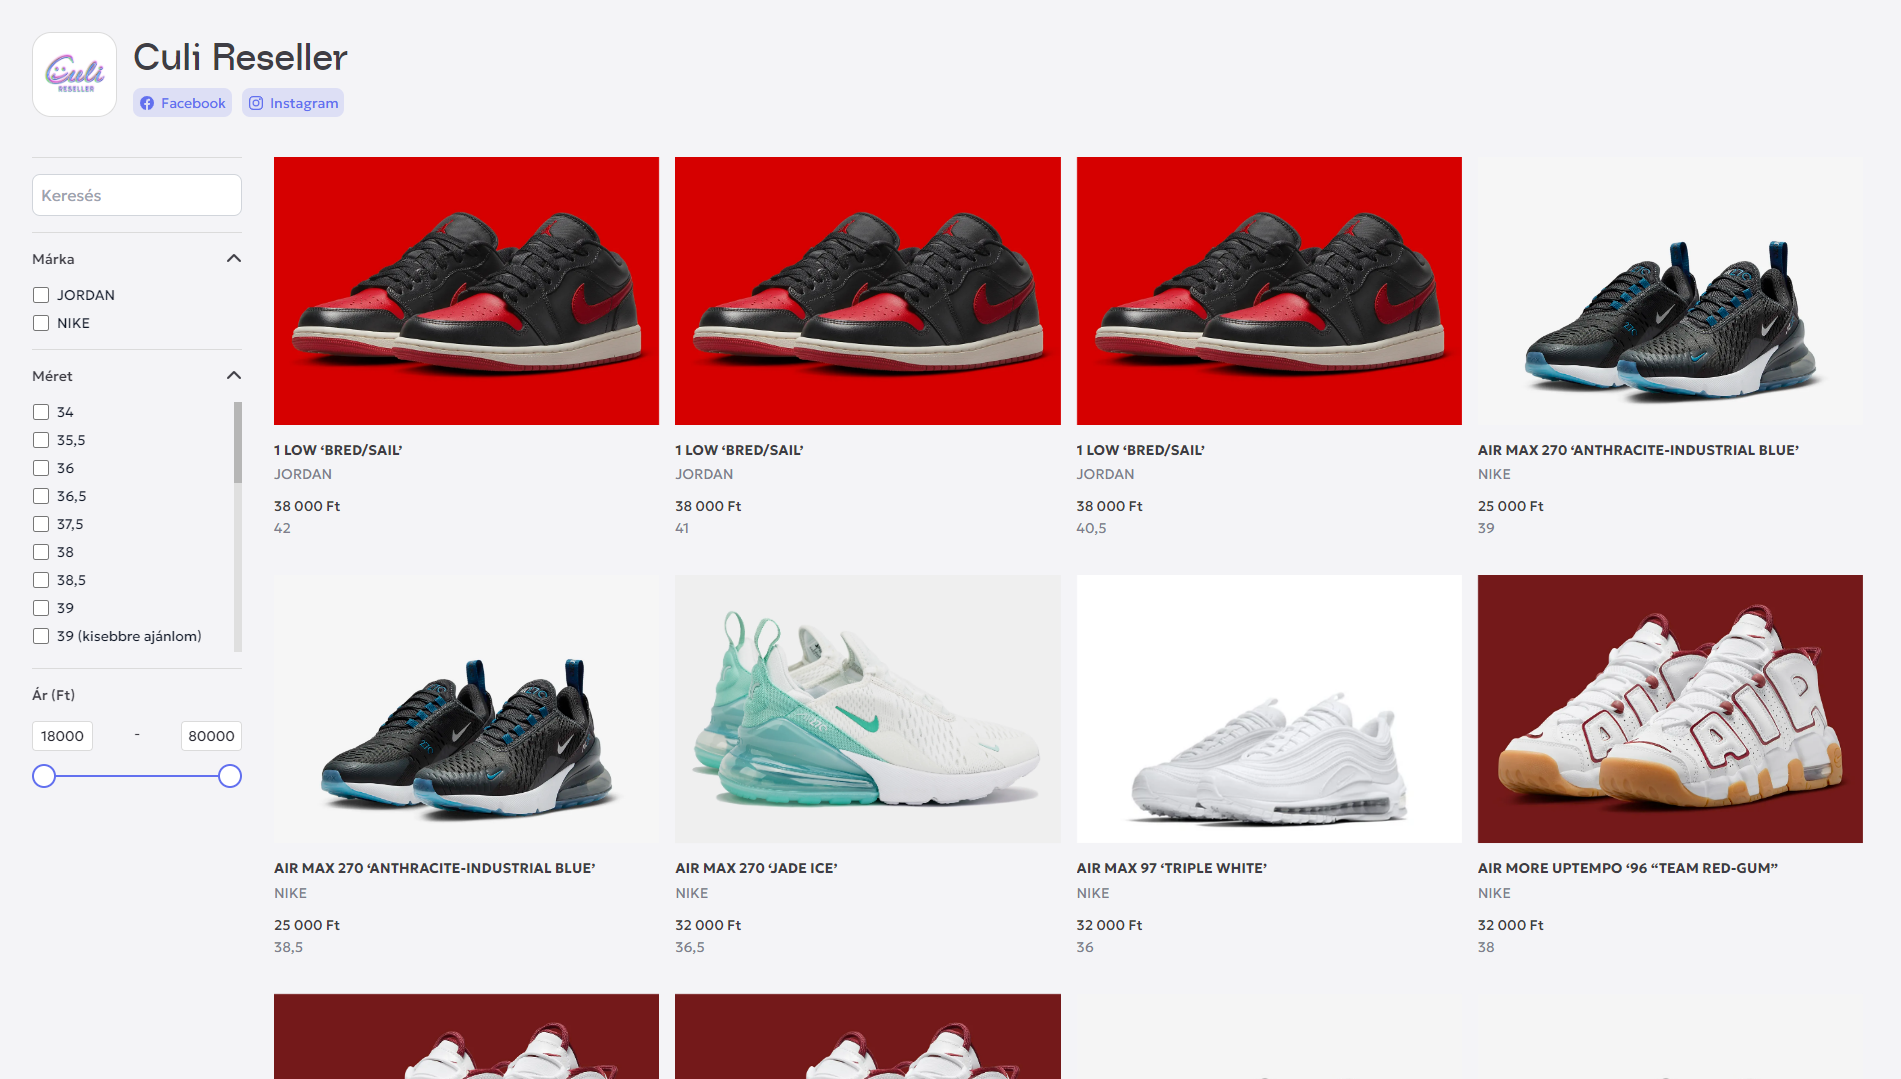 Culi
RESELLER
Culi Reseller
Facebook
Instagram
Keresés
Márka
JORDAN
NIKE
Méret
34
35,5
36
36,5
37,5
38
38,5
39
39 (kisebbre ajánlom)
Ár (Ft)
18000 - 80000
1 LOW ‘BRED/SAIL’
JORDAN
38 000 Ft
42
1 LOW ‘BRED/SAIL’
JORDAN
38 000 Ft
41
1 LOW ‘BRED/SAIL’
JORDAN
38 000 Ft
40,5
AIR MAX 270 ‘ANTHRACITE-INDUSTRIAL BLUE’
NIKE
25 000 Ft
39
AIR MAX 270 ‘ANTHRACITE-INDUSTRIAL BLUE’
NIKE
25 000 Ft
38,5
AIR MAX 270 ‘JADE ICE’
NIKE
32 000 Ft
36,5
AIR MAX 97 ‘TRIPLE WHITE’
NIKE
32 000 Ft
36
AIR
AIR MORE UPTEMPO ‘96 “TEAM RED-GUM”
NIKE
32 000 Ft
38